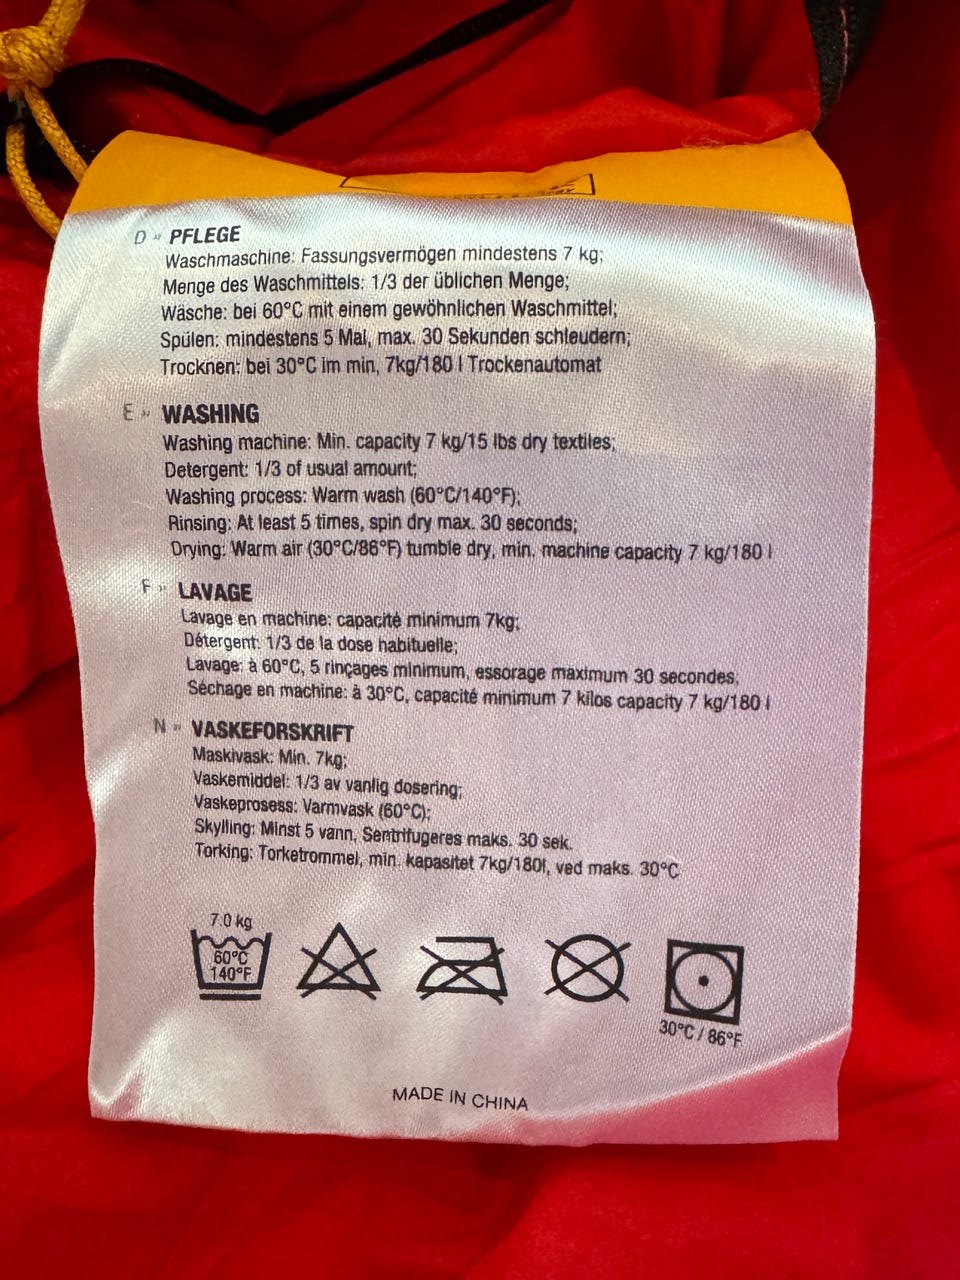 D » PFLEGE
Waschmaschine: Fassungsvermögen mindestens 7 kg;
Menge des Waschmittels: 1/3 der üblichen Menge;
Wäsche: bei 60°C mit einem gewöhnlichen Waschmittel;
Spülen: mindestens 5 Mal, max. 30 Sekunden schleudern;
Trocknen: bei 30°C im min, 7kg/180 l Trockenautomat
E » WASHING
Washing machine: Min. capacity 7 kg/15 lbs dry textiles;
Detergent: 1/3 of usual amount;
Washing process: Warm wash (60°C/140°F);
Rinsing: At least 5 times, spin dry max. 30 seconds;
Drying: Warm air (30°C/86°F) tumble dry, min. machine capacity 7 kg/180 l
F » LAVAGE
Lavage en machine: capacité minimum 7kg;
Détergent: 1/3 de la dose habituelle;
Lavage: à 60°C, 5 rinçages minimum, essorage maximum 30 secondes;
Séchage en machine: à 30°C, capacité minimum 7 kilos capacity 7 kg/180 l
N » VASKEFORSKRIFT
Maskivask: Min. 7kg;
Vaskemiddel: 1/3 av vanlig dosering;
Vaskeprosess: Varmvask (60°C);
Skylling: Minst 5 vann, Sentrifugeres maks. 30 sek.
Torking: Torketrommel, min. kapasitet 7kg/180l, ved maks. 30°C
7.0 kg
60°C
140°F
30°C / 86°F
MADE IN CHINA